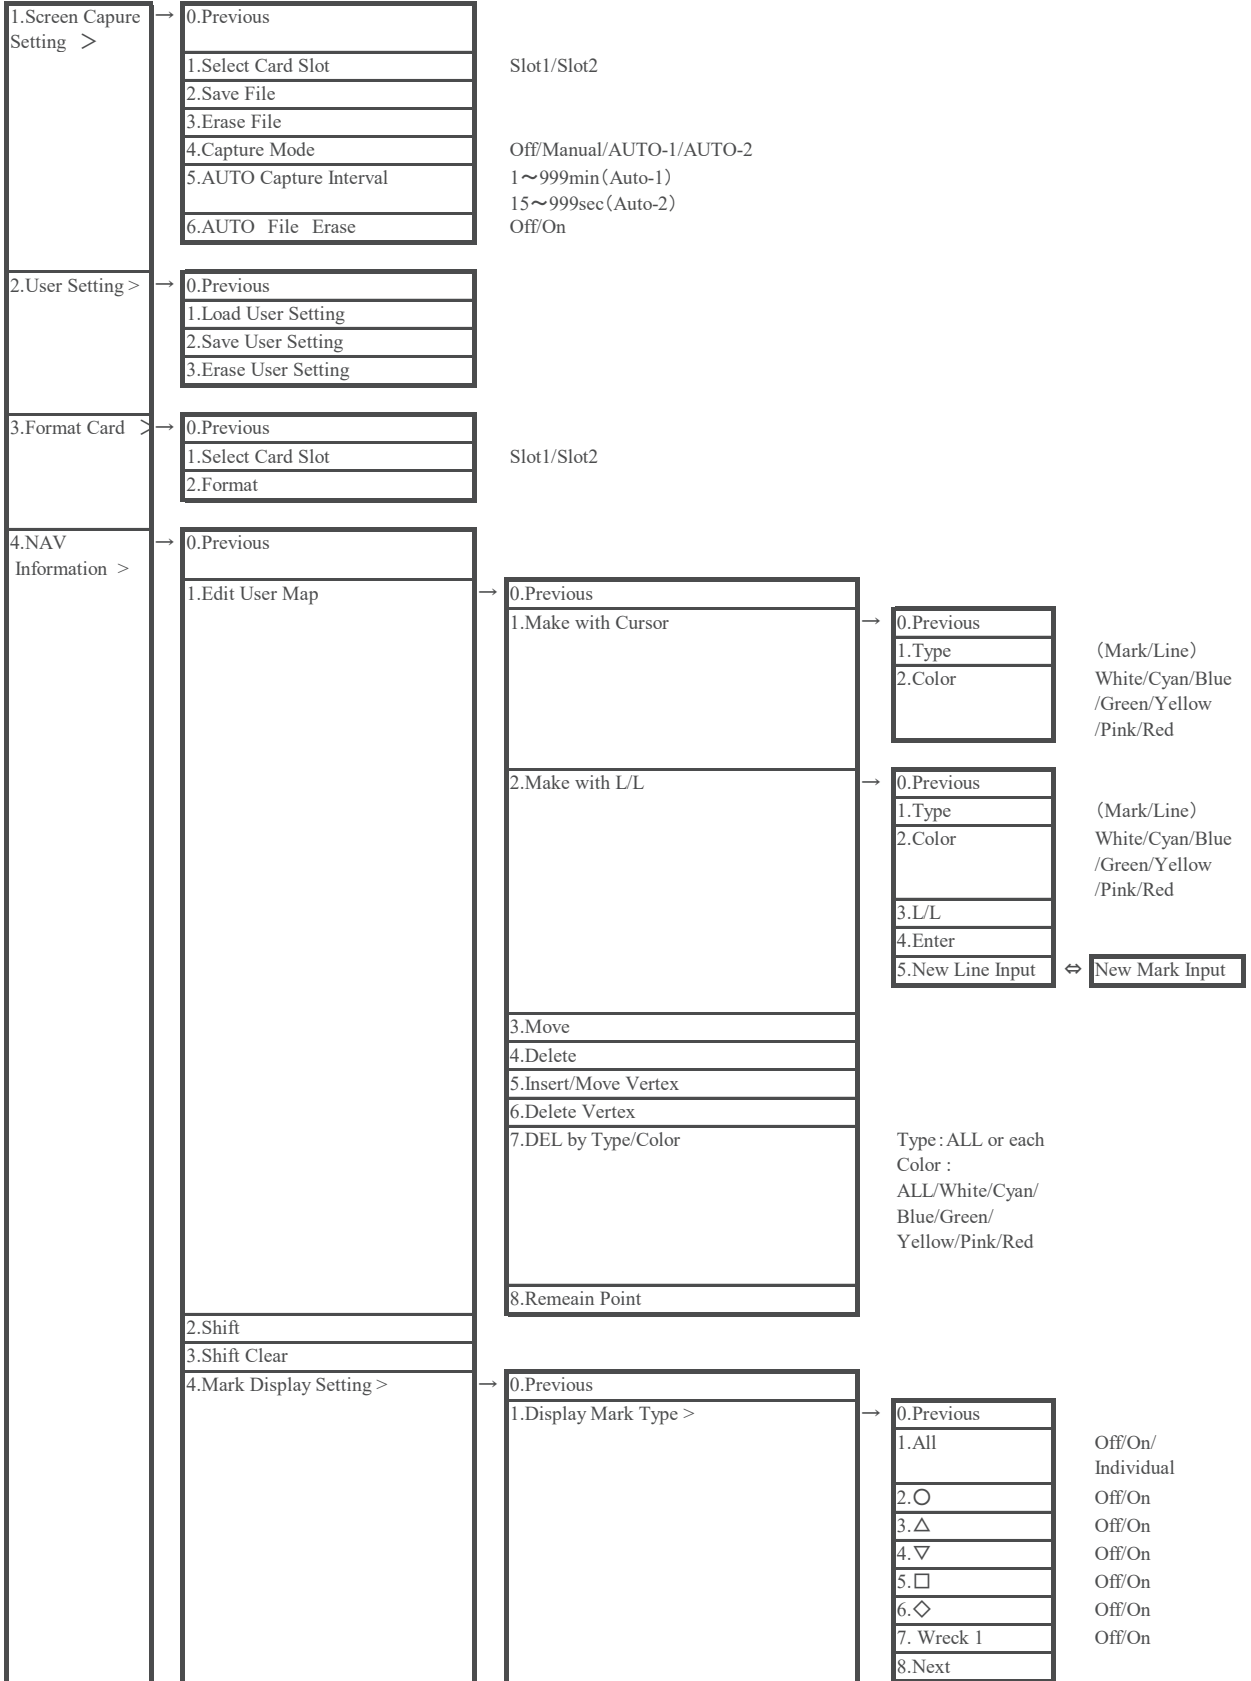 1.Screen Capure → 0.Previous
Setting ＞
1.Select Card Slot Slot1/Slot2
2.Save File
3.Erase File
4.Capture Mode Off/Manual/AUTO-1/AUTO-2
5.AUTO Capture Interval 1～999min（Auto-1）
15～999sec（Auto-2）
6.AUTO File Erase Off/On
2.User Setting > → 0.Previous
1.Load User Setting
2.Save User Setting
3.Erase User Setting
3.Format Card ＞ → 0.Previous
1.Select Card Slot Slot1/Slot2
2.Format
4.NAV → 0.Previous
Information >
1.Edit User Map → 0.Previous
1.Make with Cursor → 0.Previous
1.Type （Mark/Line）
2.Color White/Cyan/Blue
/Green/Yellow
/Pink/Red
2.Make with L/L → 0.Previous
1.Type （Mark/Line）
2.Color White/Cyan/Blue
/Green/Yellow
/Pink/Red
3.L/L
4.Enter
5.New Line Input ⇔ New Mark Input
3.Move
4.Delete
5.Insert/Move Vertex
6.Delete Vertex
7.DEL by Type/Color Type：ALL or each
Color :
ALL/White/Cyan/
Blue/Green/
Yellow/Pink/Red
8.Remeain Point
2.Shift
3.Shift Clear
4.Mark Display Setting > → 0.Previous
1.Display Mark Type > → 0.Previous
1.All Off/On/
Individual
2.○ Off/On
3.△ Off/On
4.▽ Off/On
5.□ Off/On
6.◇ Off/On
7. Wreck 1 Off/On
8.Next